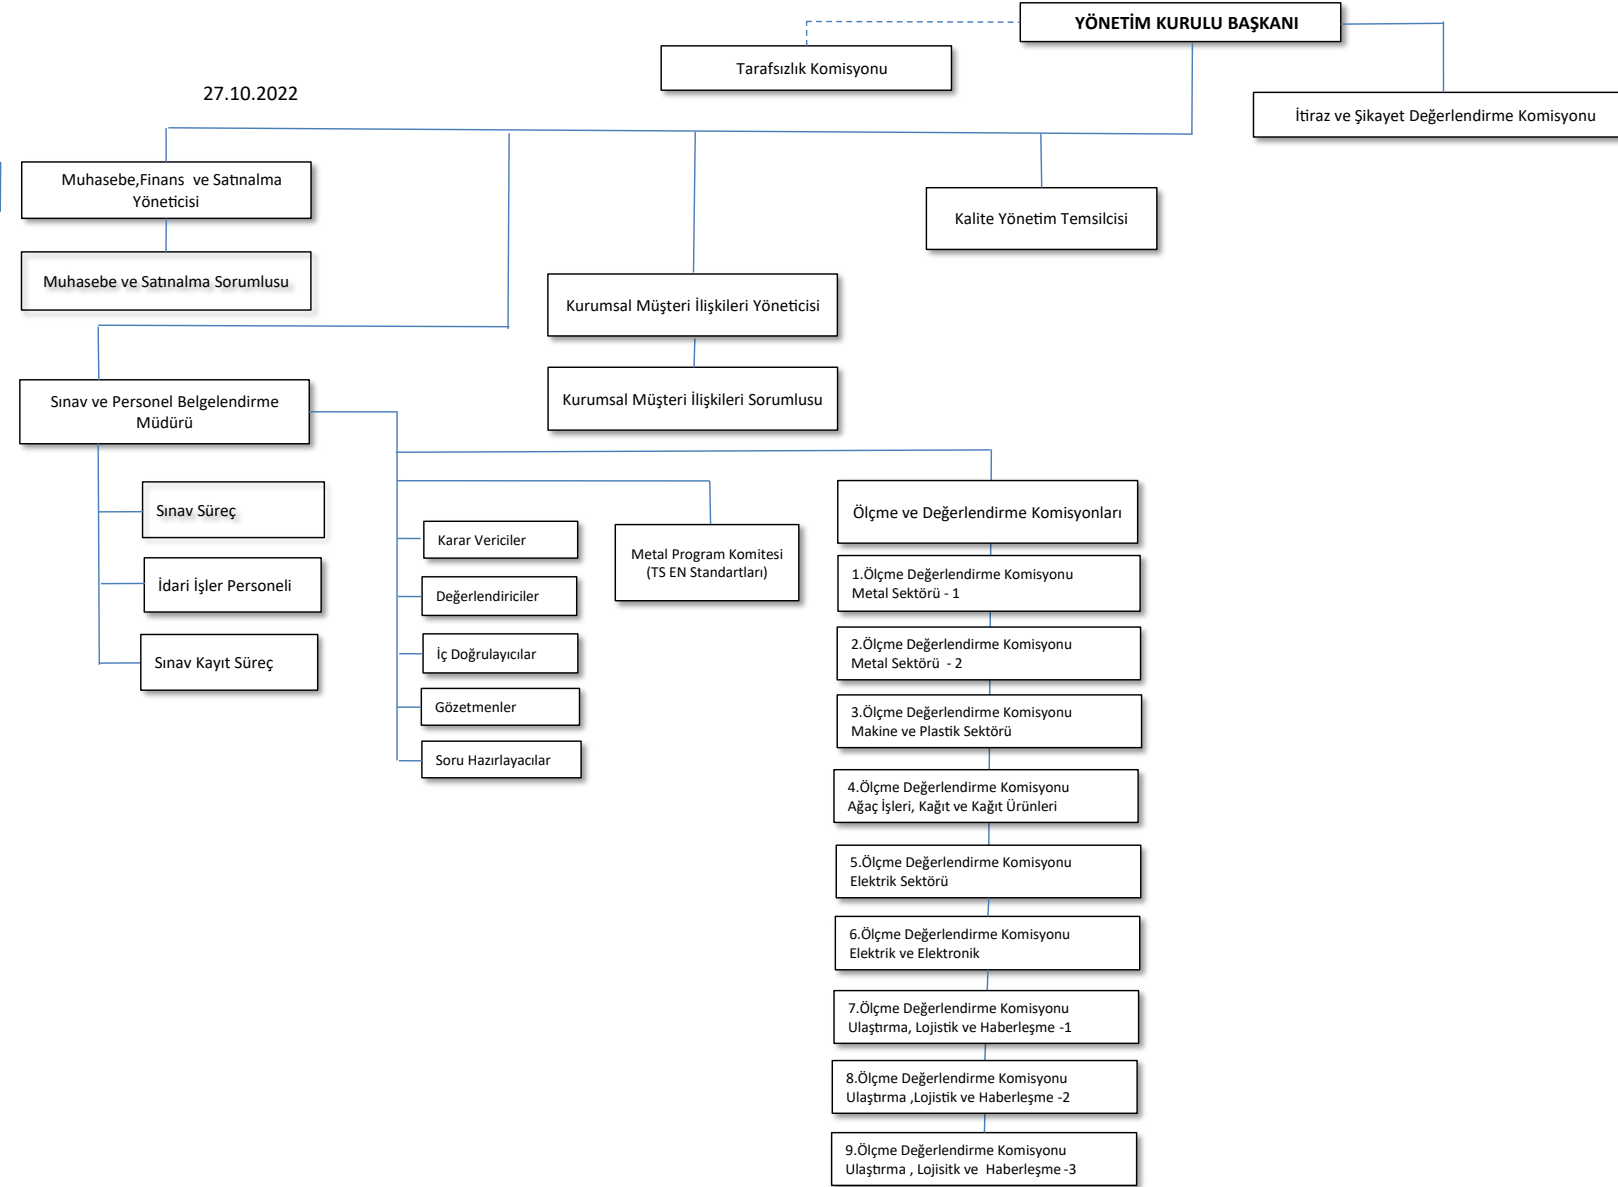 YÖNETİM KURULU BAŞKANI
Tarafsızlık Komisyonu
27.10.2022
İtiraz ve Şikayet Değerlendirme Komisyonu
Muhasebe,Finans ve Satınalma
Yöneticisi
Kalite Yönetim Temsilcisi
Muhasebe ve Satınalma Sorumlusu
Kurumsal Müşteri İlişkileri Yöneticisi
Kurumsal Müşteri İlişkileri Sorumlusu
Sınav ve Personel Belgelendirme
Müdürü
Sınav Süreç
İdari İşler Personeli
Sınav Kayıt Süreç
Karar Vericiler
Değerlendiriciler
İç Doğrulayıcılar
Gözetmenler
Soru Hazırlayacılar
Metal Program Komitesi
(TS EN Standartları)
Ölçme ve Değerlendirme Komisyonları
1.Ölçme Değerlendirme Komisyonu
Metal Sektörü - 1
2.Ölçme Değerlendirme Komisyonu
Metal Sektörü - 2
3.Ölçme Değerlendirme Komisyonu
Makine ve Plastik Sektörü
4.Ölçme Değerlendirme Komisyonu
Ağaç İşleri, Kağıt ve Kağıt Ürünleri
5.Ölçme Değerlendirme Komisyonu
Elektrik Sektörü
6.Ölçme Değerlendirme Komisyonu
Elektrik ve Elektronik
7.Ölçme Değerlendirme Komisyonu
Ulaştırma, Lojistik ve Haberleşme -1
8.Ölçme Değerlendirme Komisyonu
Ulaştırma ,Lojistik ve Haberleşme -2
9.Ölçme Değerlendirme Komisyonu
Ulaştırma , Lojisitk ve Haberleşme -3